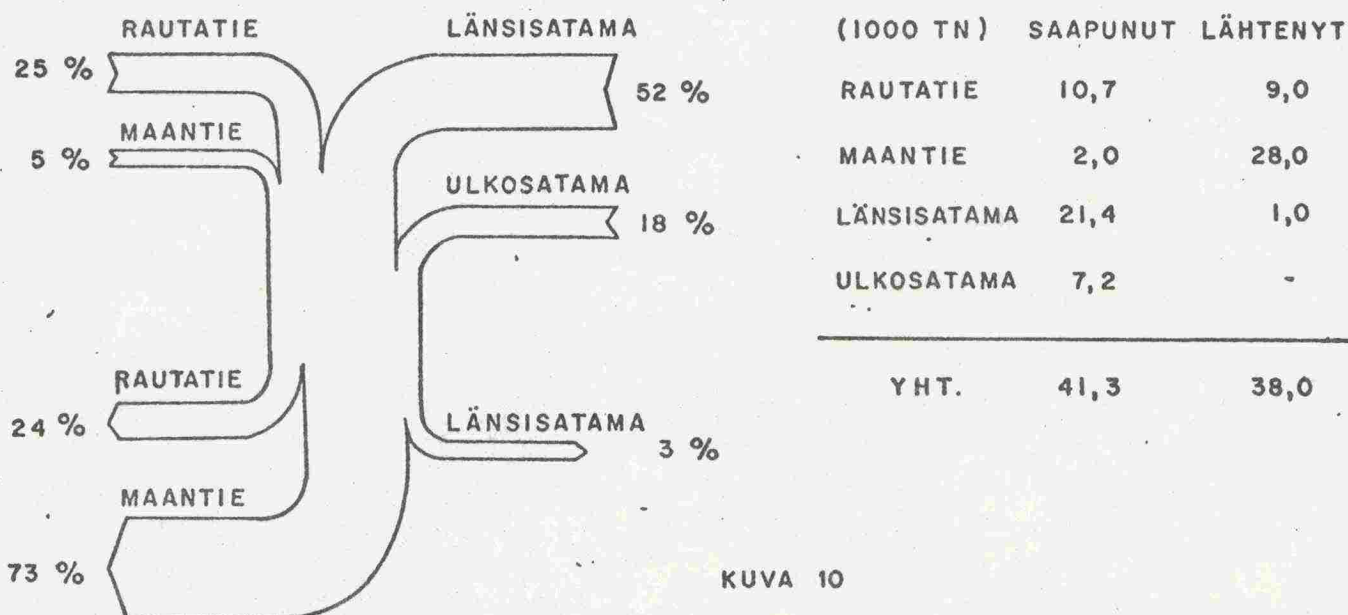 RAUTATIE
25 %
MAANTIE
5 %
LÄNSISATAMA
52 %
ULKOSATAMA
18 %
RAUTATIE
24 %
MAANTIE
73 %
LÄNSISATAMA
3 %
(1000 TN) SAAPUNUT LÄHTENYT
RAUTATIE 10,7 9,0
MAANTIE 2,0 28,0
LÄNSISATAMA 21,4 1,0
ULKOSATAMA 7,2 -
YHT. 41,3 38,0
KUVA 10